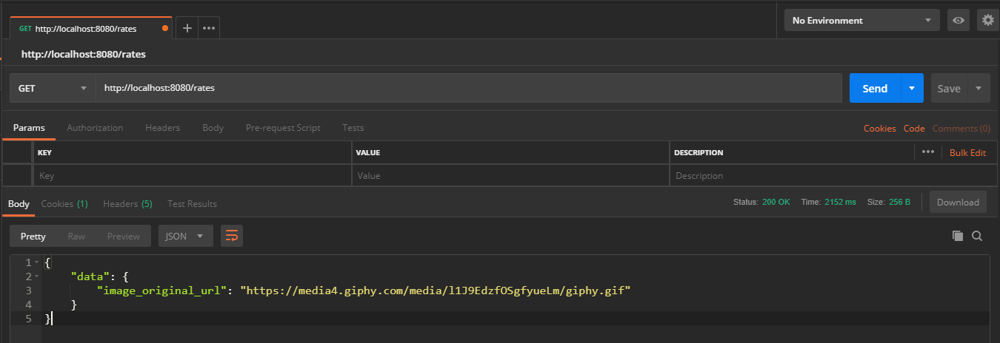 GET http://localhost:8080/rates
No Environment
http://localhost:8080/rates
GET http://localhost:8080/rates Send Save
Params Authorization Headers Body Pre-request Script Tests Cookies Code Comments (0)
KEY VALUE DESCRIPTION ••• Bulk Edit
Key Value Description
Body Cookies (1) Headers (5) Test Results Status: 200 OK Time: 2152 ms Size: 256 B Download
Pretty Raw Preview JSON
1 {
2 "data": {
3 "image_original_url": "https://media4.giphy.com/media/l1J9EdzfOSgfyueLm/giphy.gif"
4 }
5 }